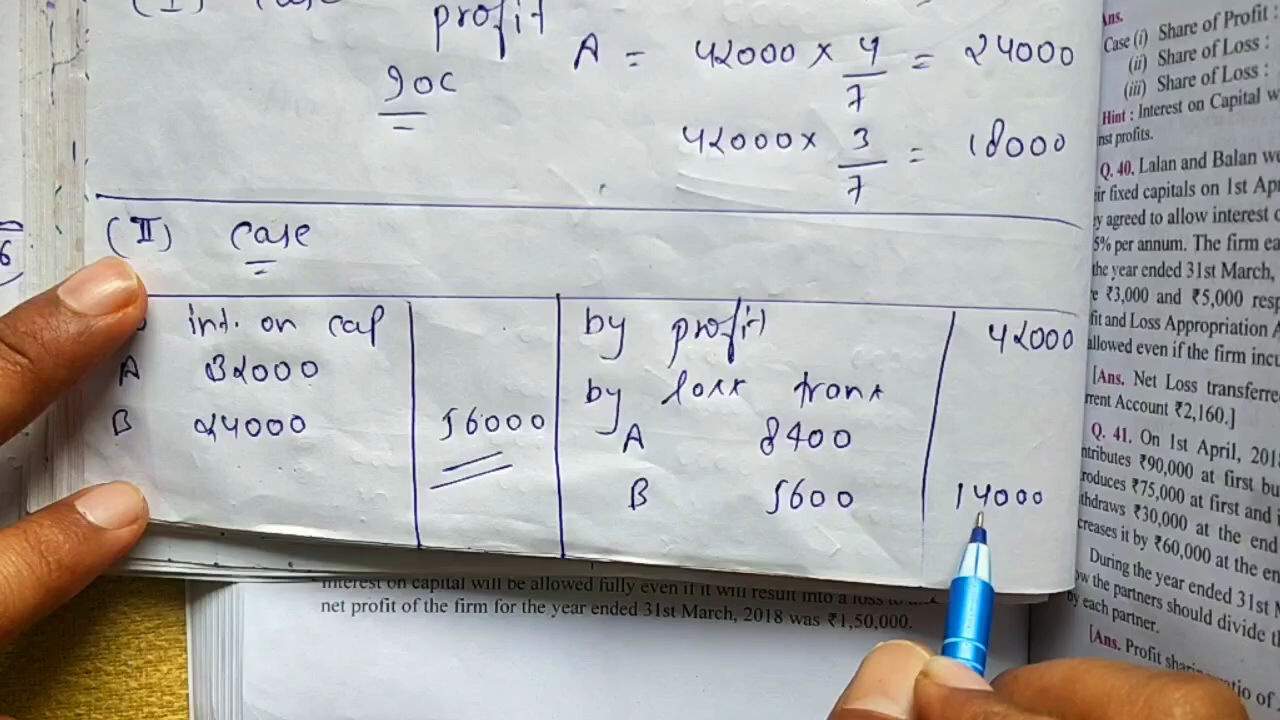 (I) case
profit
A = 42000 × 4/7 = 24000
42000 × 3/7 = 18000
(II) case
int. on cap
A 32000
B 24000 56000
by profit 42000
by loss trans
A 8400
B 5600 14000
interest on capital will be allowed fully even if it will result into a loss to
net profit of the firm for the year ended 31st March, 2018 was ₹1,50,000.
Ans.
Case (i) Share of Profit :
(ii) Share of Loss :
(iii) Share of Loss :
Hint : Interest on Capital w
nst profits.
Q. 40. Lalan and Balan we
eir fixed capitals on 1st Apr
ey agreed to allow interest o
5% per annum. The firm ea
the year ended 31st March,
e ₹3,000 and ₹5,000 resp
fit and Loss Appropriation A
allowed even if the firm incu
[Ans. Net Loss transferre
rrent Account ₹2,160.]
Q. 41. On 1st April, 201
ntributes ₹90,000 at first bu
roduces ₹75,000 at first and
thdraws ₹30,000 at the end
creases it by ₹60,000 at the en
During the year ended 31st M
ow the partners should divide th
by each partner.
[Ans. Profit sharing ratio of